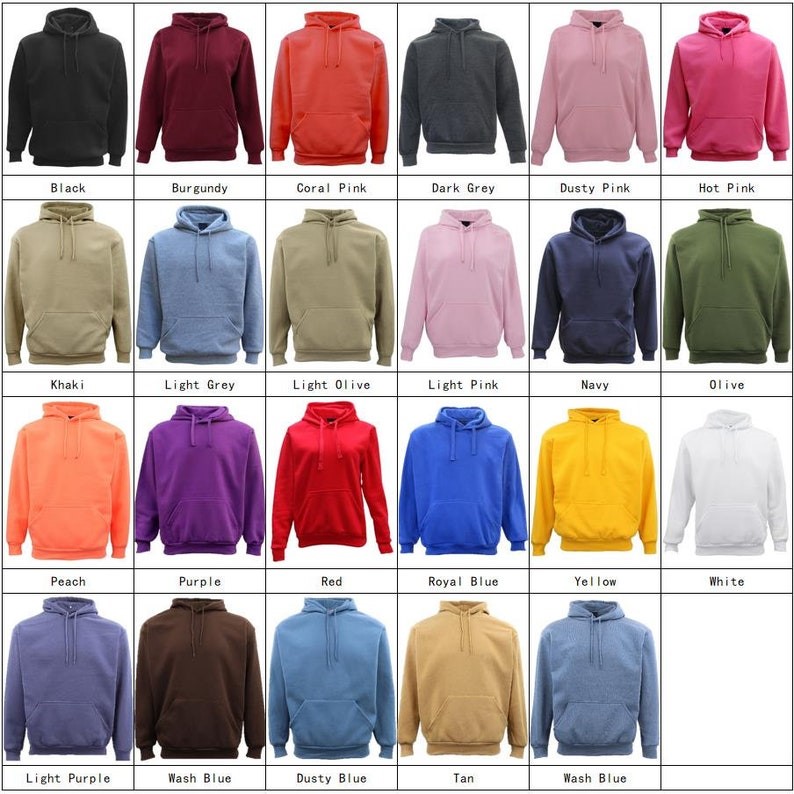 Black
Burgundy
Coral Pink
Dark Grey
Dusty Pink
Hot Pink
Khaki
Light Grey
Light Olive
Light Pink
Navy
Olive
Peach
Purple
Red
Royal Blue
Yellow
White
Light Purple
Wash Blue
Dusty Blue
Tan
Wash Blue